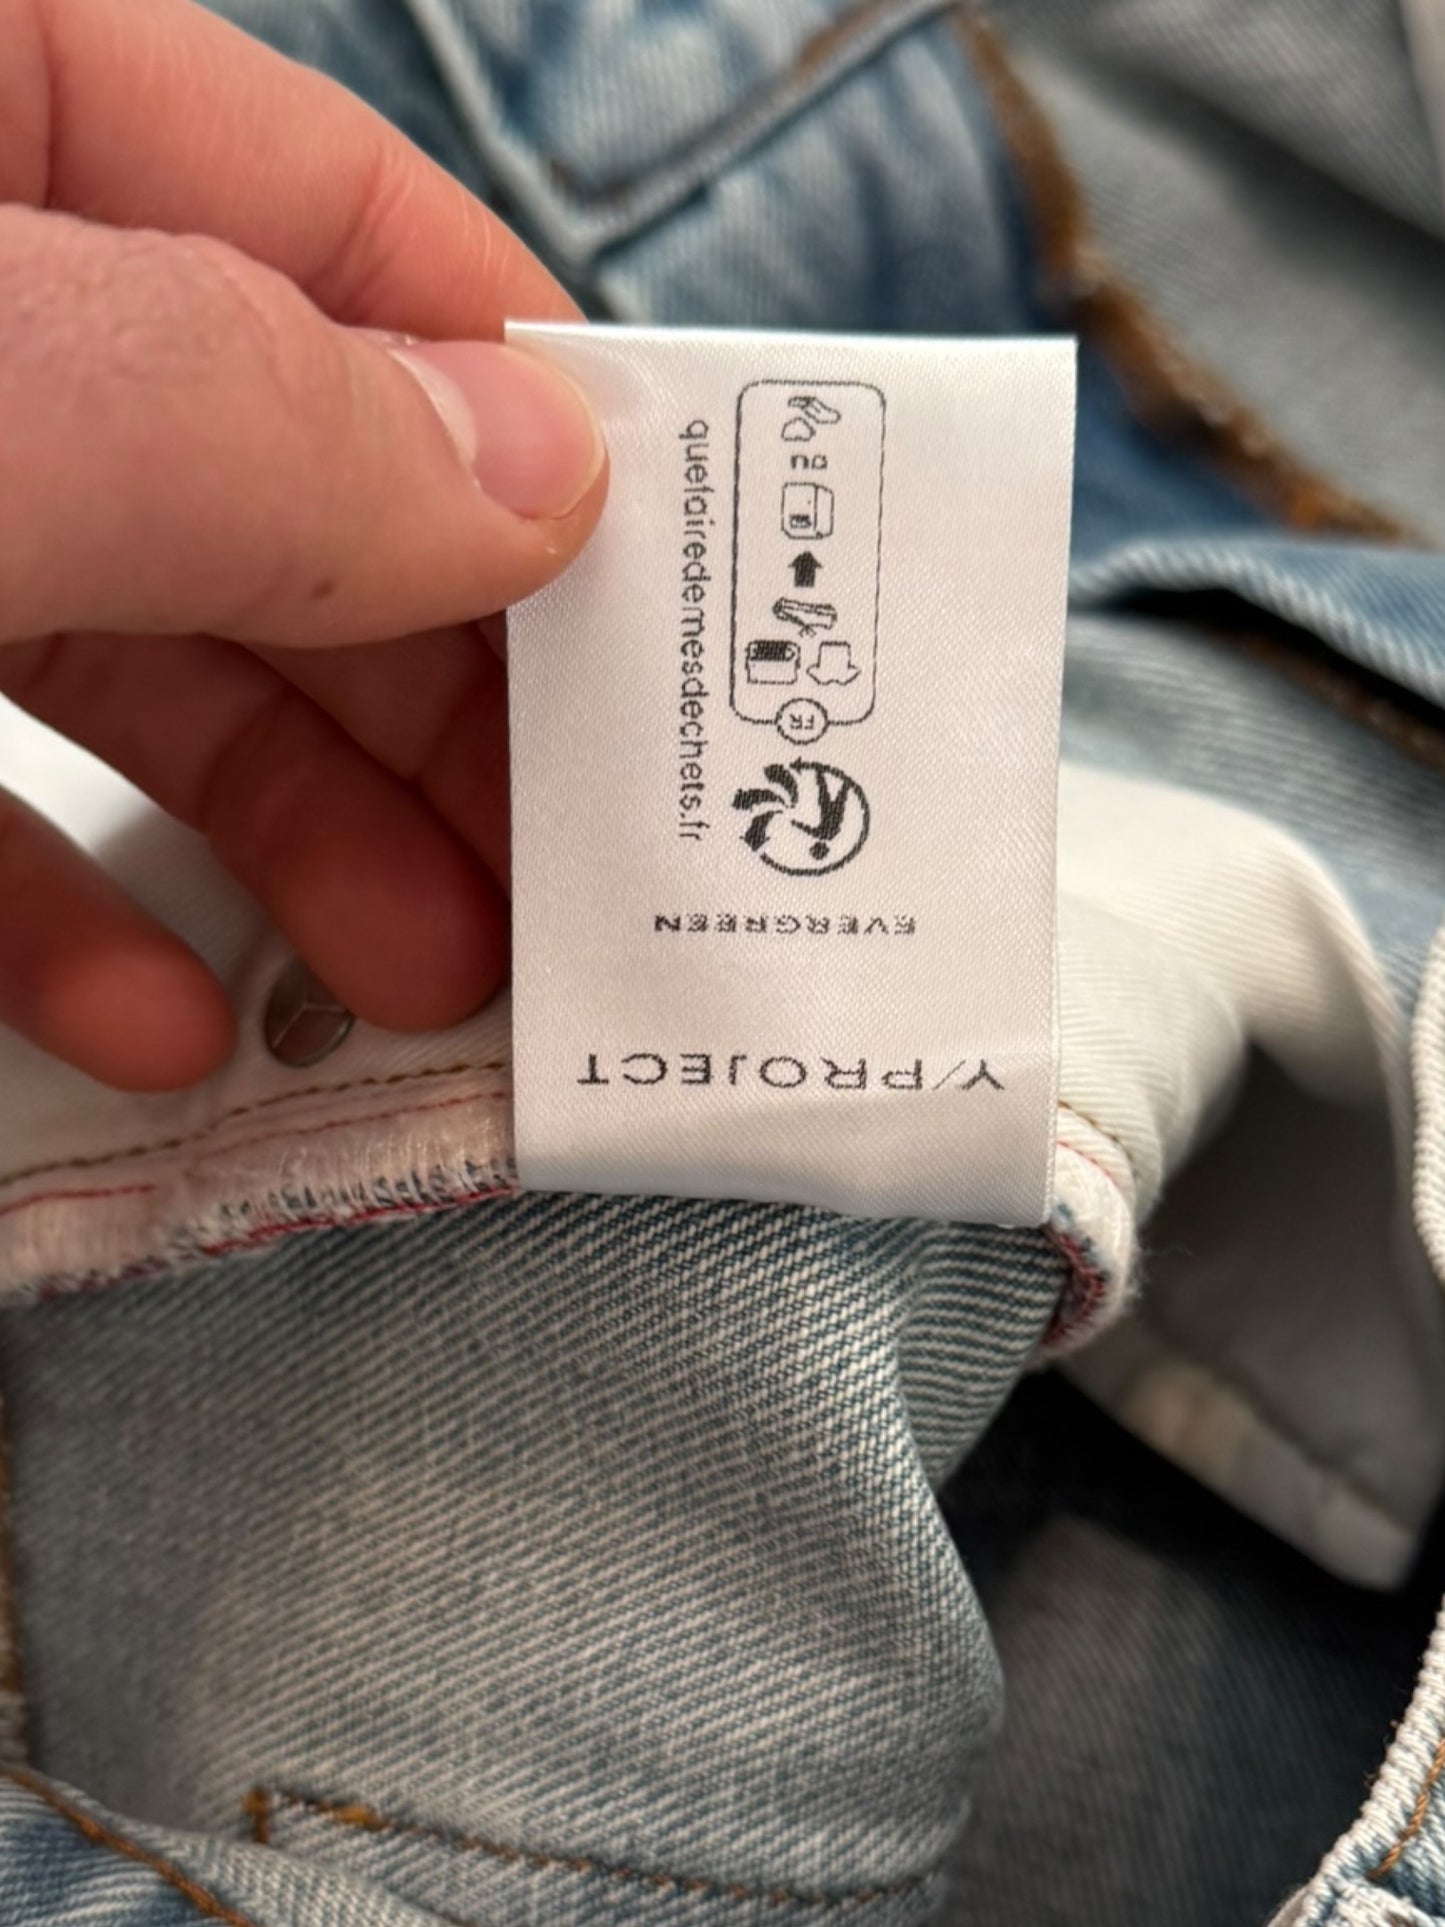 Y/PROJECT
EVERGREEN
FR
OU
quefairedemesdechets.fr